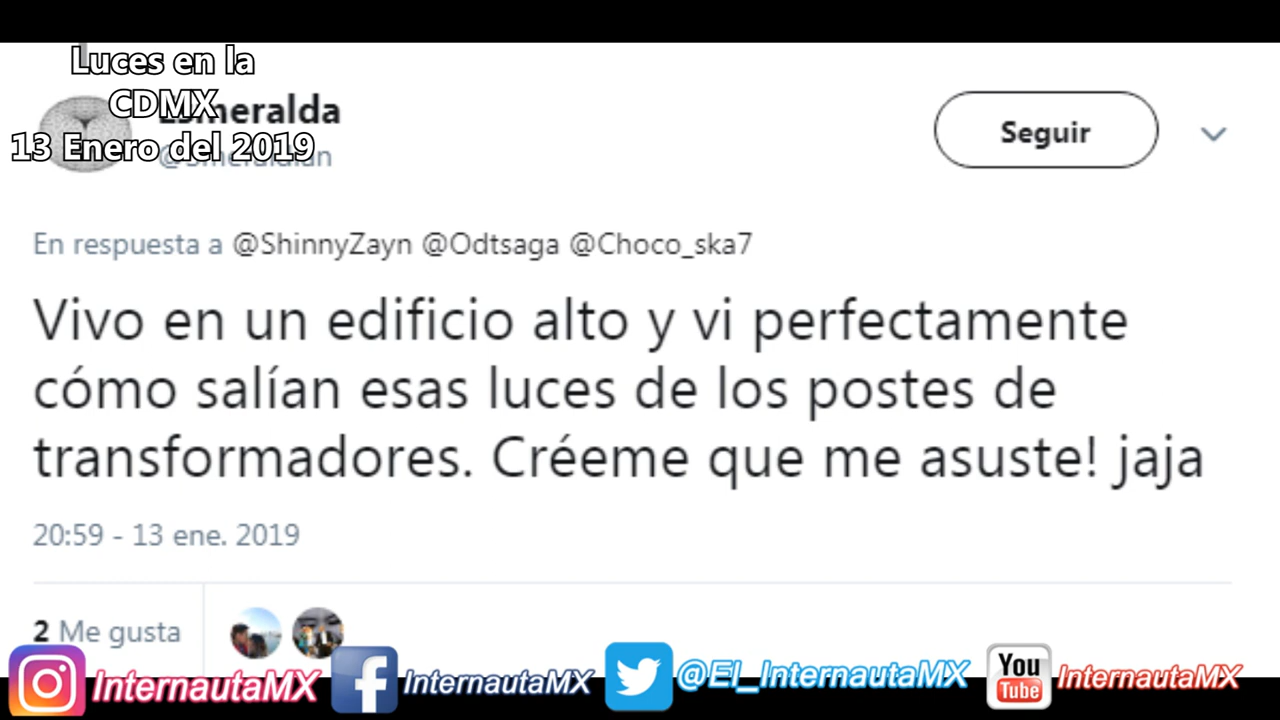 Luces en la
CDMX
13 Enero del 2019
Esmeralda
Seguir
En respuesta a @ShinnyZayn @Odtsaga @Choco_ska7
Vivo en un edificio alto y vi perfectamente
cómo salían esas luces de los postes de
transformadores. Créeme que me asuste! jaja
20:59 - 13 ene. 2019
2 Me gusta
InternautaMX
InternautaMX
@El_InternautaMX
You
Tube
InternautaMX